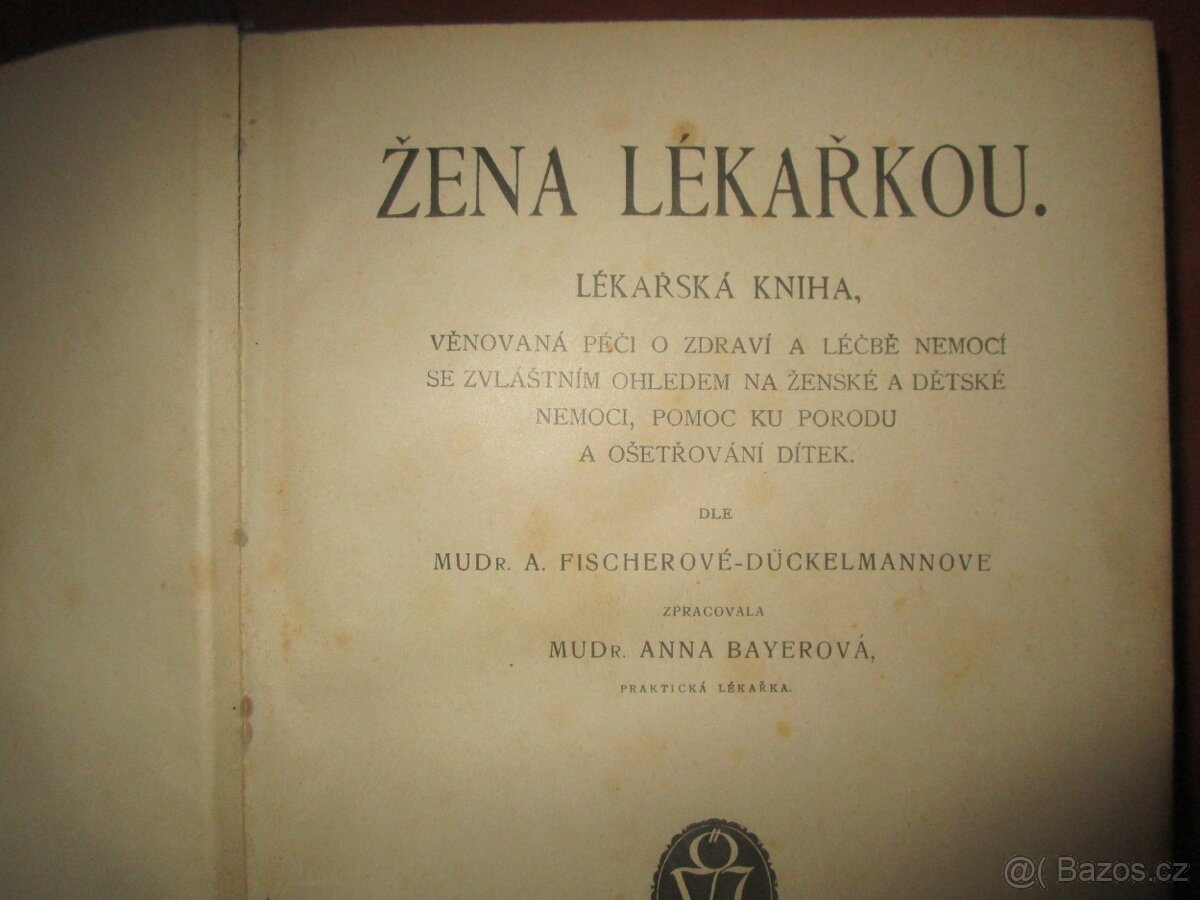 ŽENA LÉKAŘKOU.
LÉKAŘSKÁ KNIHA,
VĚNOVANÁ PÉČI O ZDRAVÍ A LÉČBĚ NEMOCÍ
SE ZVLÁŠTNÍM OHLEDEM NA ŽENSKÉ A DĚTSKÉ
NEMOCI, POMOC KU PORODU
A OŠETŘOVÁNÍ DÍTEK.
DLE
MUDR. A. FISCHEROVÉ-DÜCKELMANNOVE
ZPRACOVALA
MUDR. ANNA BAYEROVÁ,
PRAKTICKÁ LÉKAŘKA.
@( Bazos.cz